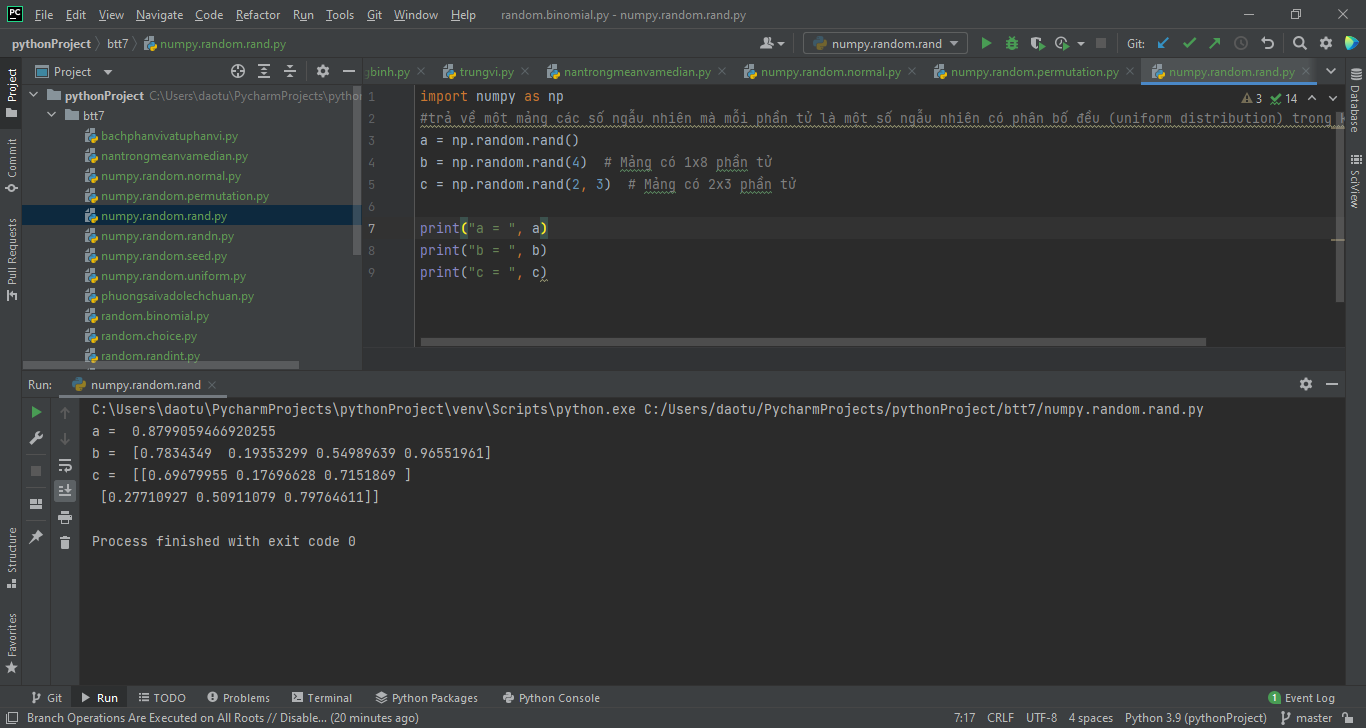 File Edit View Navigate Code Refactor Run Tools Git Window Help random.binomial.py - numpy.random.rand.py
pythonProject btt7 numpy.random.rand.py numpy.random.rand Git:
Project gbinh.py trungvi.py nantrongmeanvamedian.py numpy.random.normal.py numpy.random.permutation.py numpy.random.rand.py
pythonProject C:\Users\daotu\PycharmProjects\pytho
btt7
bachphanvivatuphanvi.py
nantrongmeanvamedian.py
numpy.random.normal.py
numpy.random.permutation.py
numpy.random.rand.py
numpy.random.randn.py
numpy.random.seed.py
numpy.random.uniform.py
phuongsaivadolechchuan.py
random.binomial.py
random.choice.py
random.randint.py
1 import numpy as np
3 14
2 #trả về một mảng các số ngẫu nhiên mà mỗi phần tử là một số ngẫu nhiên có phân bố đều (uniform distribution) trong
3 a = np.random.rand()
4 b = np.random.rand(4) # Mảng có 1x8 phần tử
5 c = np.random.rand(2, 3) # Mảng có 2x3 phần tử
6
7 print("a = ", a)
8 print("b = ", b)
9 print("c = ", c)
Run: numpy.random.rand
C:\Users\daotu\PycharmProjects\pythonProject\venv\Scripts\python.exe C:/Users/daotu/PycharmProjects/pythonProject/btt7/numpy.random.rand.py
a =  0.8799059466920255
b =  [0.7834349  0.19353299 0.54989639 0.96551961]
c =  [[0.69679955 0.17696628 0.7151869 ]
 [0.27710927 0.50911079 0.79764611]]
Process finished with exit code 0
Project
Commit
Pull Requests
Structure
Favorites
Database
SciView
Git Run TODO Problems Terminal Python Packages Python Console 1 Event Log
Branch Operations Are Executed on All Roots // Disable... (20 minutes ago) 7:17 CRLF UTF-8 4 spaces Python 3.9 (pythonProject) master